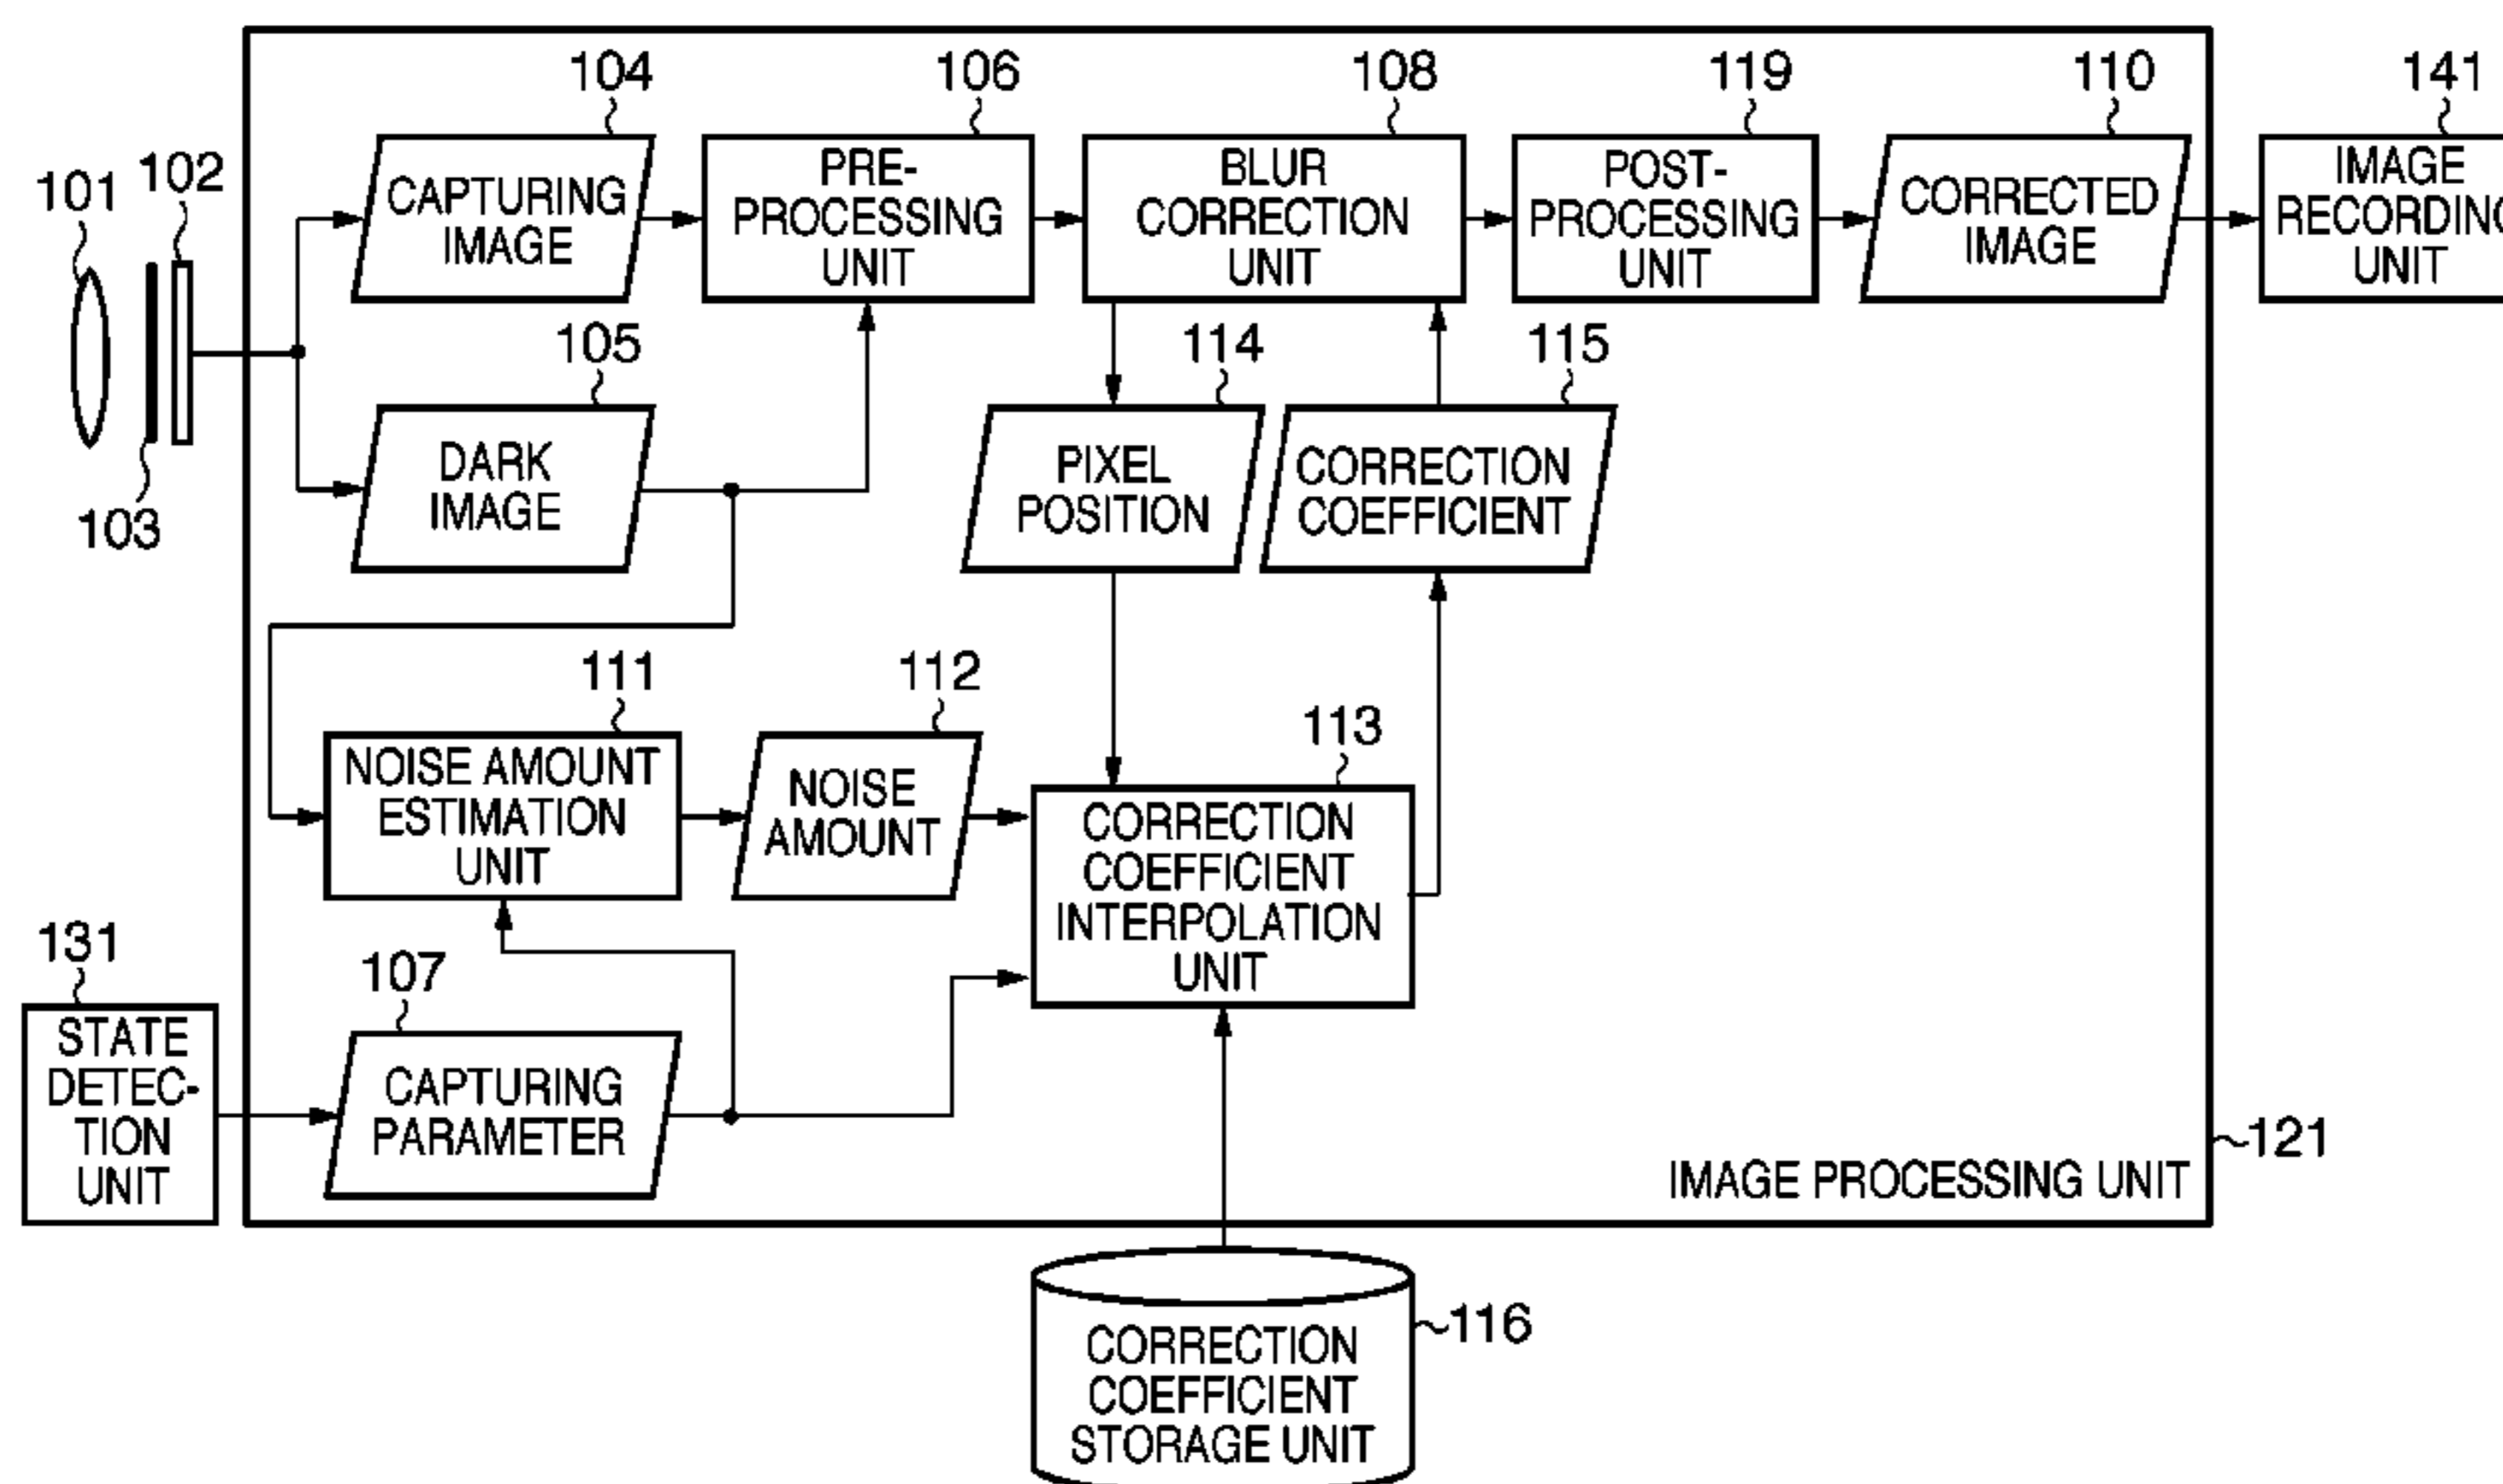 104
106
108
119
110
141
101
102
CAPTURING
IMAGE
PRE-
PROCESSING
UNIT
BLUR
CORRECTION
UNIT
POST-
PROCESSING
UNIT
CORRECTED
IMAGE
IMAGE
RECORDING
UNIT
103
105
114
115
DARK
IMAGE
PIXEL
POSITION
CORRECTION
COEFFICIENT
111
112
113
NOISE AMOUNT
ESTIMATION
UNIT
NOISE
AMOUNT
CORRECTION
COEFFICIENT
INTERPOLATION
UNIT
131
107
STATE
DETEC-
TION
UNIT
CAPTURING
PARAMETER
121
IMAGE PROCESSING UNIT
116
CORRECTION
COEFFICIENT
STORAGE UNIT